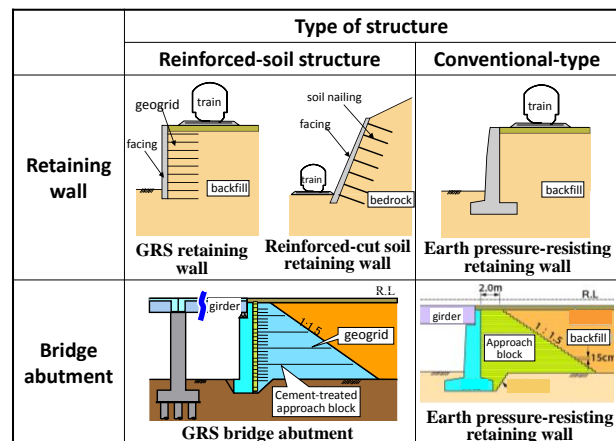 Type of structure
Reinforced-soil structure
Conventional-type
Retaining
wall
train
geogrid
facing
backfill
GRS retaining
wall
soil nailing
facing
train
bedrock
Reinforced-cut soil
retaining wall
train
backfill
Earth pressure-resisting
retaining wall
Bridge
abutment
R.L
girder
1:1.5
geogrid
Cement-treated
approach block
GRS bridge abutment
2.0m
R.L
girder
1:1.5
Approach
block
backfill
15cm
Earth pressure-resisting
retaining wall